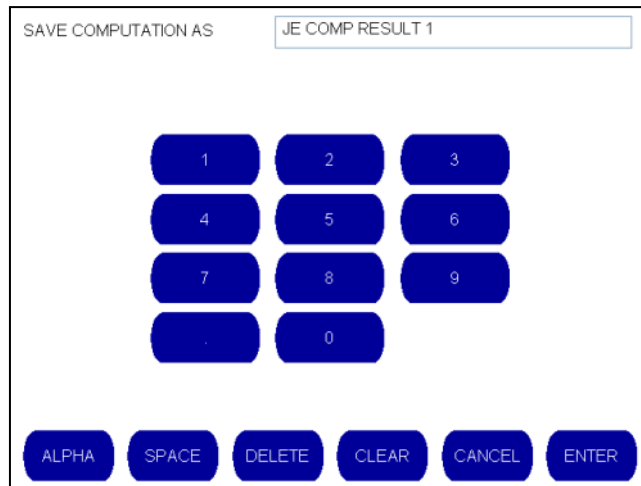 SAVE COMPUTATION AS JE COMP RESULT 1
1 2 3
4 5 6
7 8 9
. 0
ALPHA SPACE DELETE CLEAR CANCEL ENTER